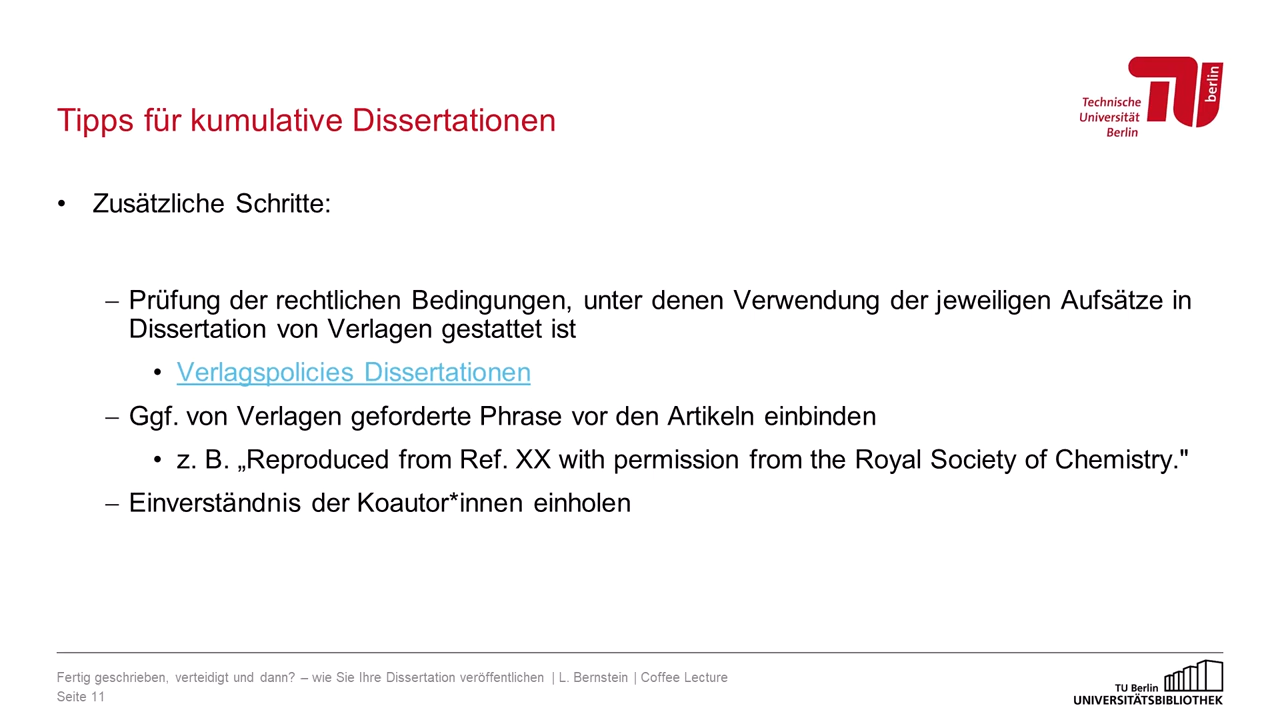 Technische
Universität
Berlin
berlin
Tipps für kumulative Dissertationen
• Zusätzliche Schritte:
– Prüfung der rechtlichen Bedingungen, unter denen Verwendung der jeweiligen Aufsätze in
Dissertation von Verlagen gestattet ist
• Verlagspolicies Dissertationen
– Ggf. von Verlagen geforderte Phrase vor den Artikeln einbinden
• z. B. „Reproduced from Ref. XX with permission from the Royal Society of Chemistry."
– Einverständnis der Koautor*innen einholen
Fertig geschrieben, verteidigt und dann? – wie Sie Ihre Dissertation veröffentlichen | L. Bernstein | Coffee Lecture
Seite 11
TU Berlin
UNIVERSITÄTSBIBLIOTHEK